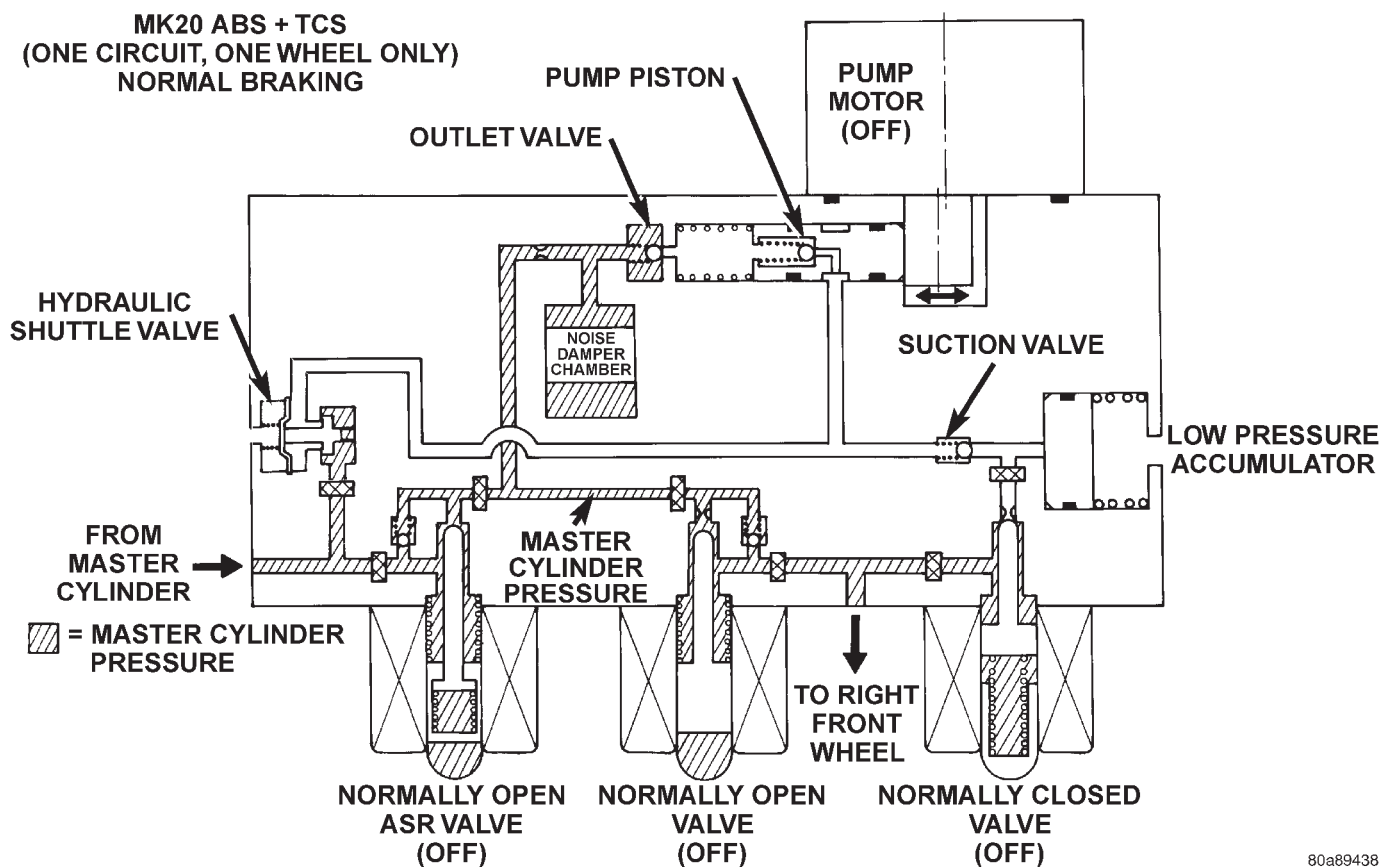 MK20 ABS + TCS
(ONE CIRCUIT, ONE WHEEL ONLY)
NORMAL BRAKING
PUMP PISTON
OUTLET VALVE
PUMP
MOTOR
(OFF)
HYDRAULIC
SHUTTLE VALVE
NOISE
DAMPER
CHAMBER
SUCTION VALVE
LOW PRESSURE
ACCUMULATOR
FROM
MASTER
CYLINDER
MASTER
CYLINDER
PRESSURE
= MASTER CYLINDER
PRESSURE
TO RIGHT
FRONT
WHEEL
NORMALLY OPEN
ASR VALVE
(OFF)
NORMALLY OPEN
VALVE
(OFF)
NORMALLY CLOSED
VALVE
(OFF)
80a89438